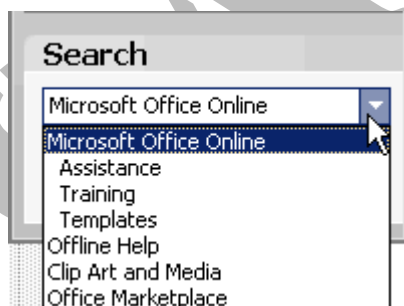 Search
Microsoft Office Online
Microsoft Office Online
Assistance
Training
Templates
Offline Help
Clip Art and Media
Office Marketplace